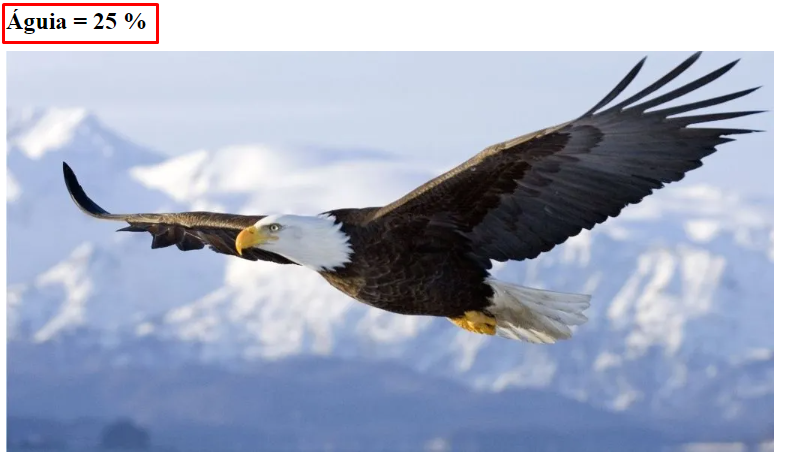 Águia = 25 %